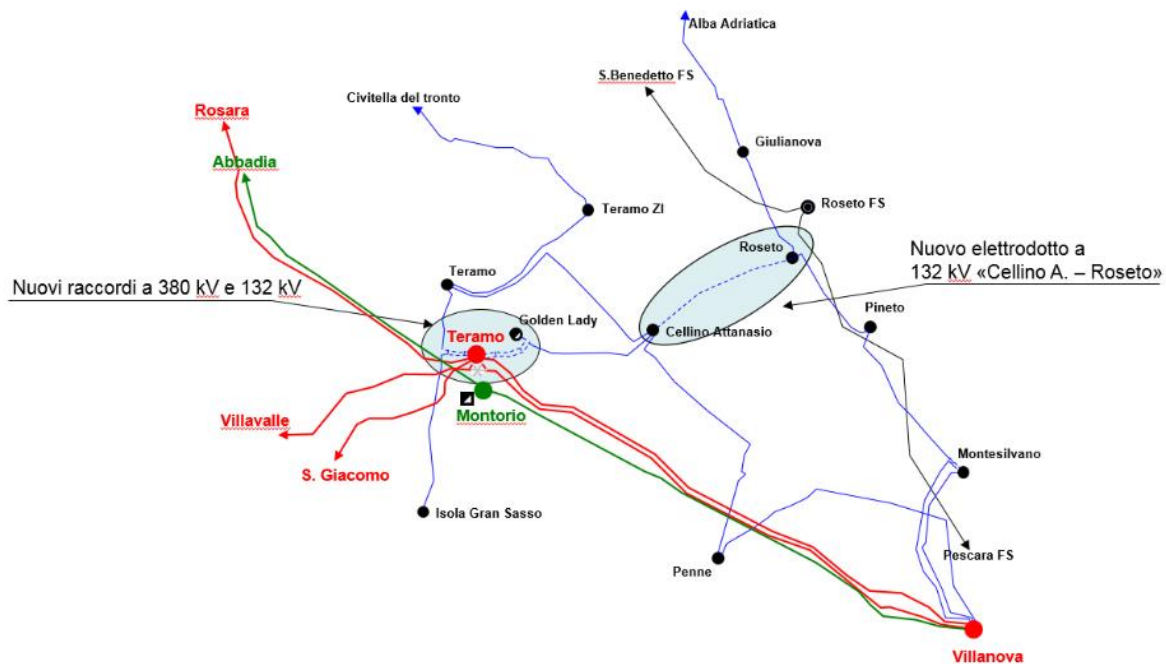 Alba Adriatica
S.Benedetto FS
Civitella del tronto
Rosara
Abbadia
Giulianova
Teramo ZI
Roseto FS
Roseto
Nuovo elettrodotto a
132 kV «Cellino A. – Roseto»
Nuovi raccordi a 380 kV e 132 kV
Teramo
Golden Lady
Pineto
Teramo
Cellino Attanasio
Montorio
Villavalle
S. Giacomo
Montesilvano
Isola Gran Sasso
Pescara FS
Penne
Villanova